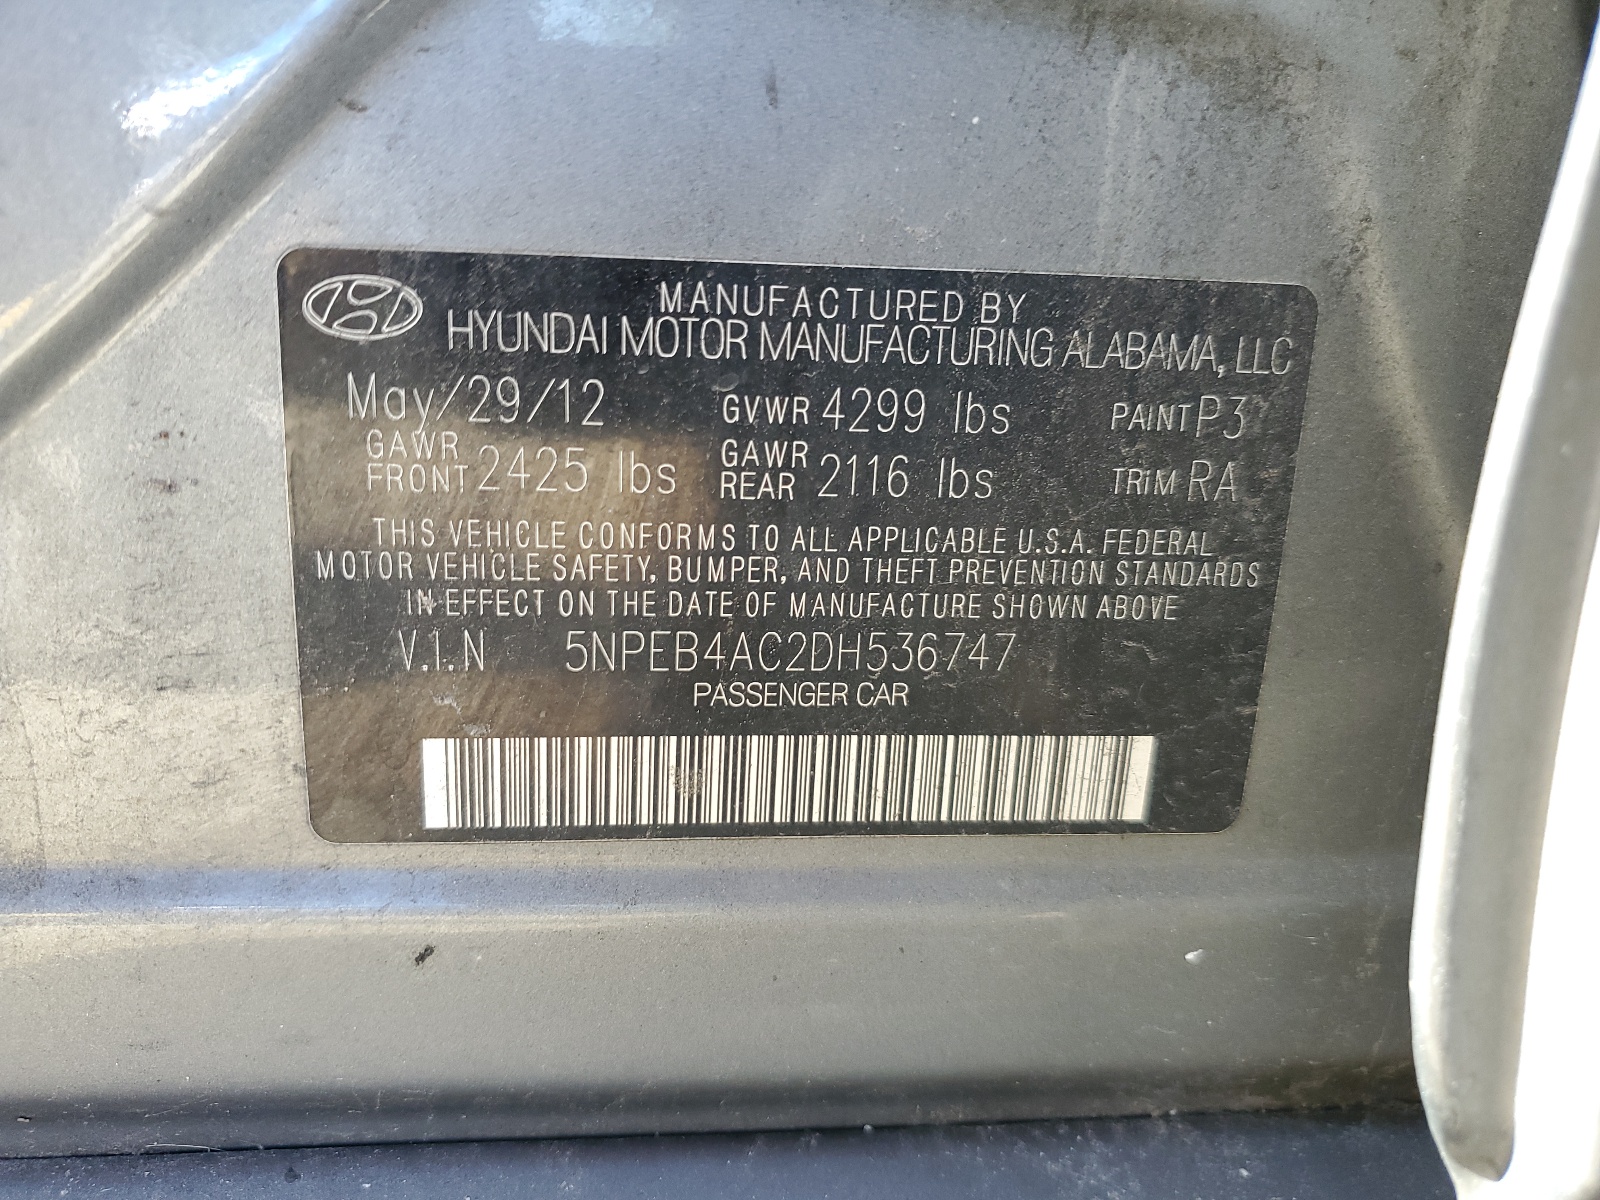 MANUFACTURED BY
HYUNDAI MOTOR MANUFACTURING ALABAMA, LLC
May/29/12 GVWR 4299 lbs PAINT P3
GAWR FRONT 2425 lbs GAWR REAR 2116 lbs TRIM RA
THIS VEHICLE CONFORMS TO ALL APPLICABLE U.S.A. FEDERAL
MOTOR VEHICLE SAFETY, BUMPER, AND THEFT PREVENTION STANDARDS
IN EFFECT ON THE DATE OF MANUFACTURE SHOWN ABOVE
V.I.N 5NPEB4AC2DH536747
PASSENGER CAR